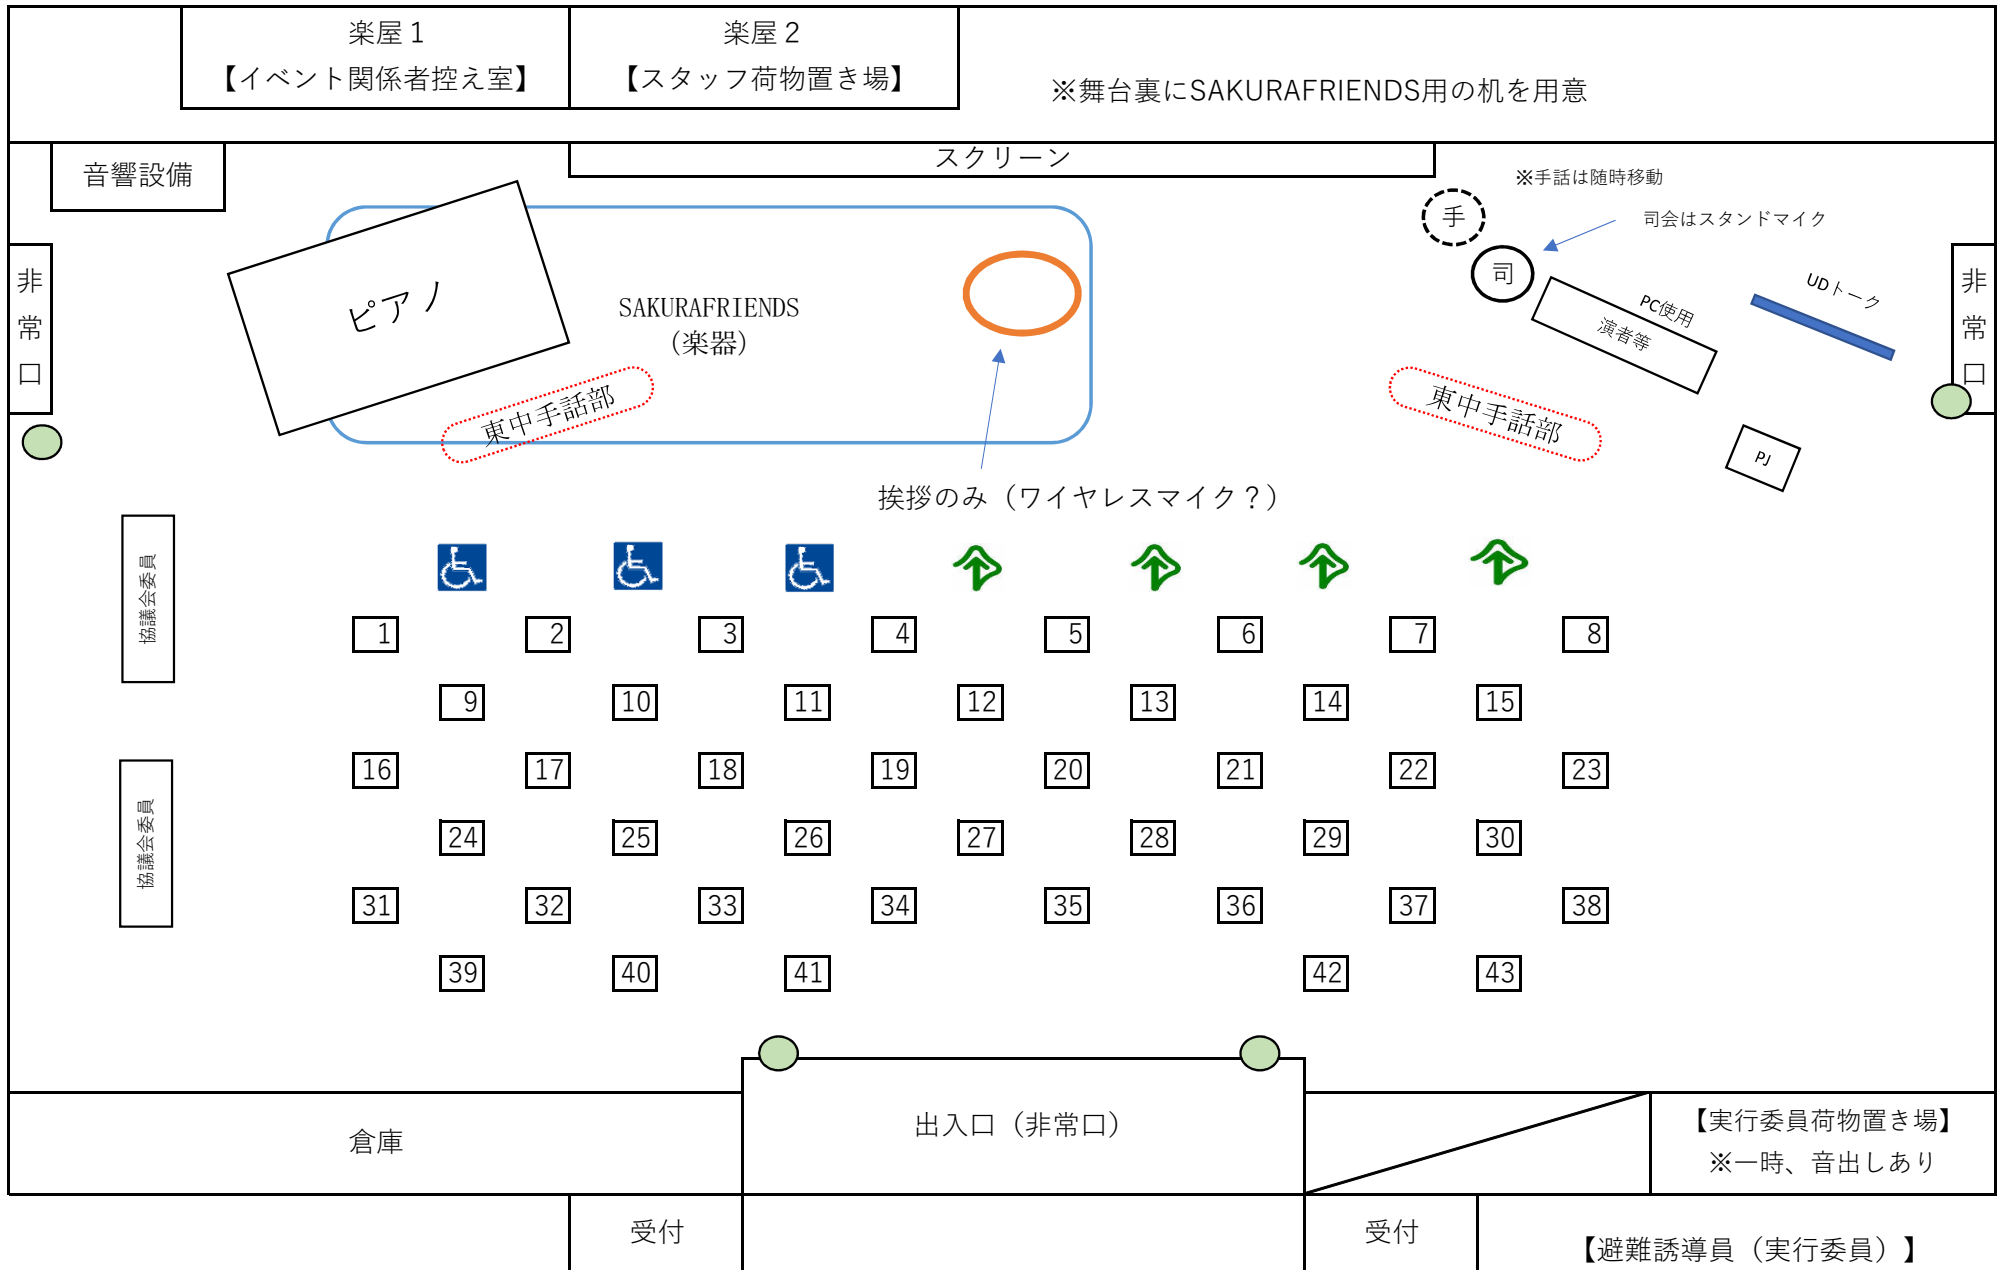 楽屋１
【イベント関係者控え室】
楽屋２
【スタッフ荷物置き場】
※舞台裏にSAKURAFRIENDS用の机を用意
音響設備
スクリーン
※手話は随時移動
手
司会はスタンドマイク
司
非常口
ピアノ
SAKURAFRIENDS
（楽器）
PC使用
演者等
UDトーク
非常口
東中手話部
東中手話部
PJ
挨拶のみ（ワイヤレスマイク？）
協議会委員
1 2 3 4 5 6 7 8
9 10 11 12 13 14 15
16 17 18 19 20 21 22 23
協議会委員
24 25 26 27 28 29 30
31 32 33 34 35 36 37 38
39 40 41 42 43
倉庫
出入口（非常口）
【実行委員荷物置き場】
※一時、音出しあり
受付
受付
【避難誘導員（実行委員）】